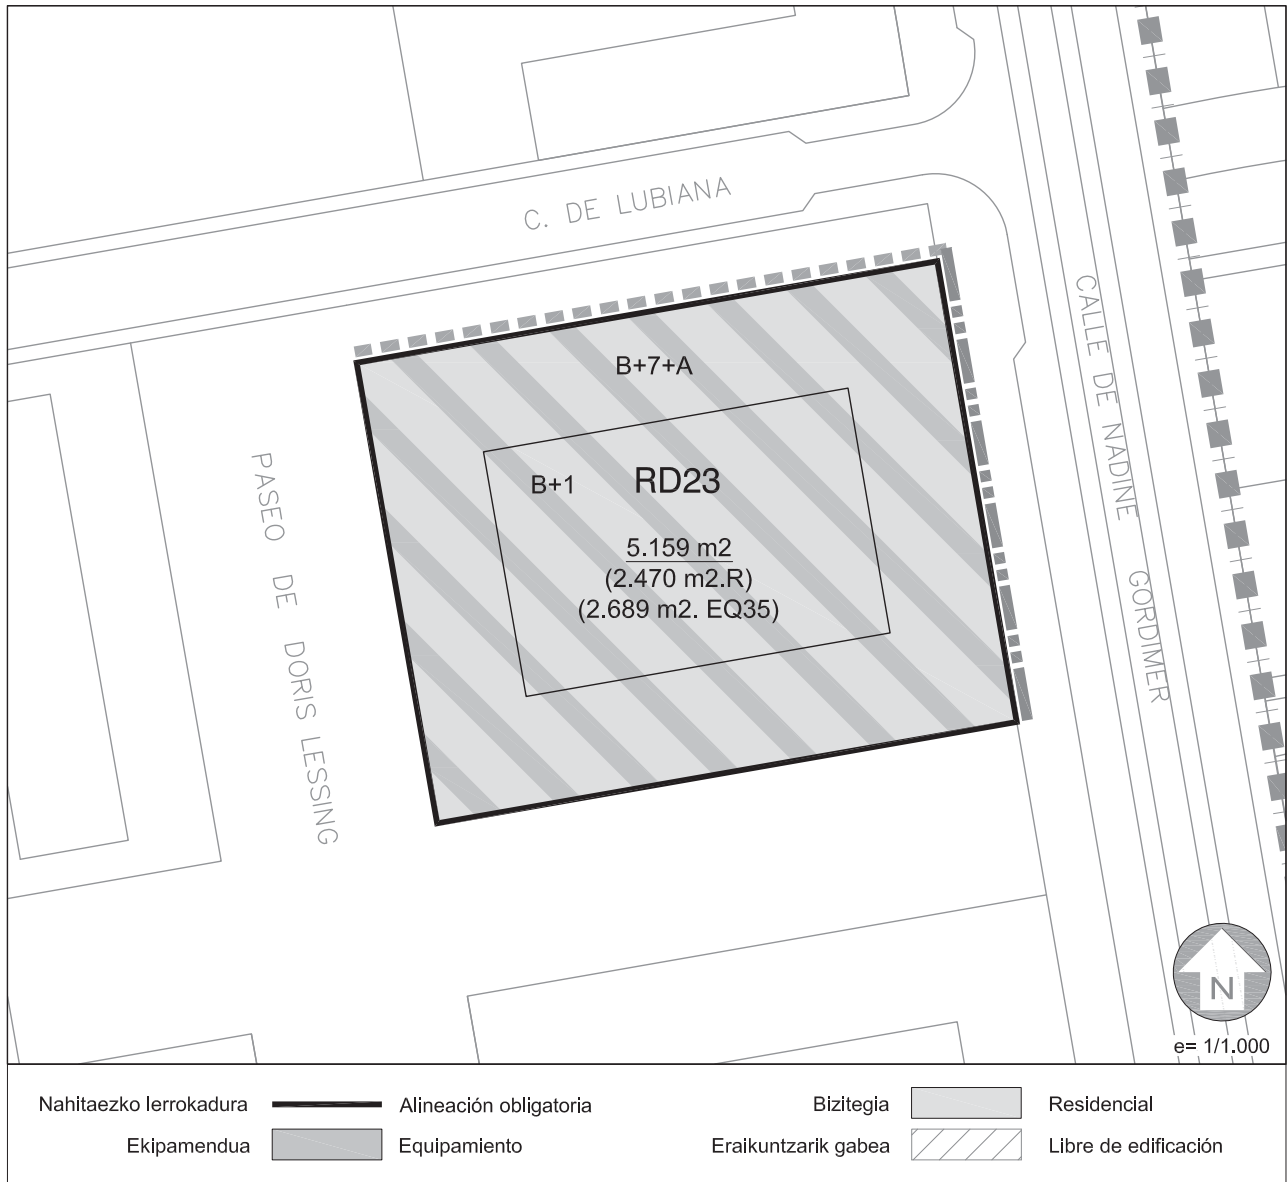 C. DE LUBIANA
CALLE DE NADINE GORDIMER
PASEO DE DORIS LESSING
B+7+A
B+1
RD23
5.159 m2
(2.470 m2.R)
(2.689 m2. EQ35)
N
e= 1/1.000
Nahitaezko lerrokadura Alineación obligatoria
Bizitegia Residencial
Ekipamendua Equipamiento
Eraikuntzarik gabea Libre de edificación